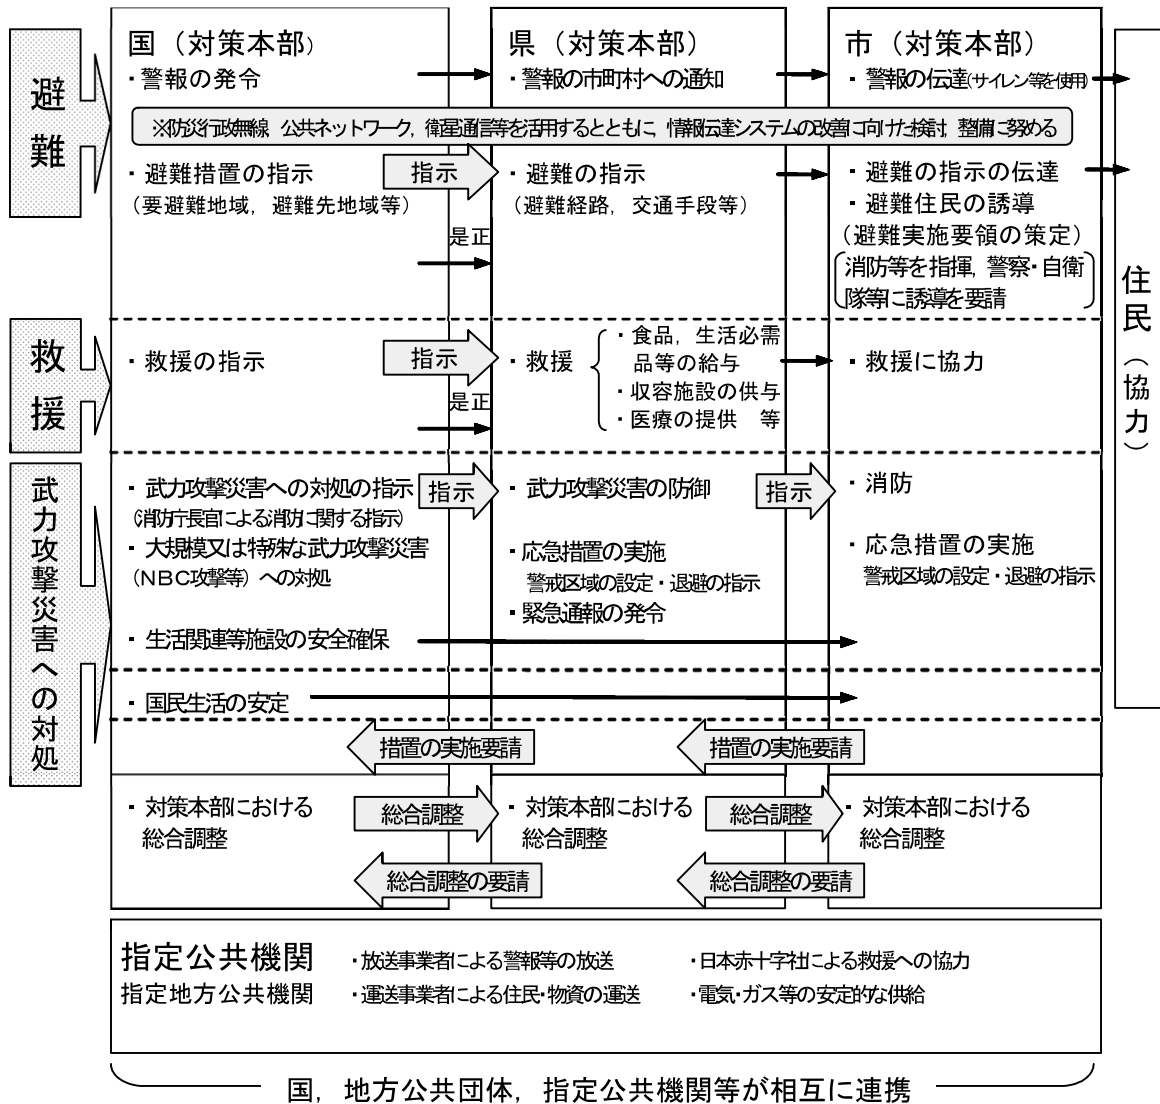 国（対策本部）
県（対策本部）
市（対策本部）
避難
・警報の発令
・警報の市町村への通知
・警報の伝達(サイレン等を使用)
※防災行政無線，公共ネットワーク，衛星通信等を活用するとともに，情報伝達システムの改善に向けた検討，整備に努める
・避難措置の指示
（要避難地域，避難先地域等）
指示
是正
・避難の指示
（避難経路，交通手段等）
・避難の指示の伝達
・避難住民の誘導
（避難実施要領の策定）
消防等を指揮，警察・自衛
隊等に誘導を要請
住民（協力）
救援
・救援の指示
指示
是正
・救援
・食品，生活必需
品等の給与
・収容施設の供与
・医療の提供　等
・救援に協力
武力攻撃災害への対処
・武力攻撃災害への対処の指示
（消防庁長官による消防に関する指示）
・大規模又は特殊な武力攻撃災害
（ＮＢＣ攻撃等）への対処
・生活関連等施設の安全確保
指示
・武力攻撃災害の防御
・応急措置の実施
警戒区域の設定・退避の指示
・緊急通報の発令
指示
・消防
・応急措置の実施
警戒区域の設定・退避の指示
・国民生活の安定
措置の実施要請
措置の実施要請
・対策本部における
総合調整
総合調整
・対策本部における
総合調整
総合調整
・対策本部における
総合調整
総合調整の要請
総合調整の要請
指定公共機関
指定地方公共機関
・放送事業者による警報等の放送
・日本赤十字社による救援への協力
・運送事業者による住民・物資の運送
・電気・ガス等の安定的な供給
国，地方公共団体，指定公共機関等が相互に連携